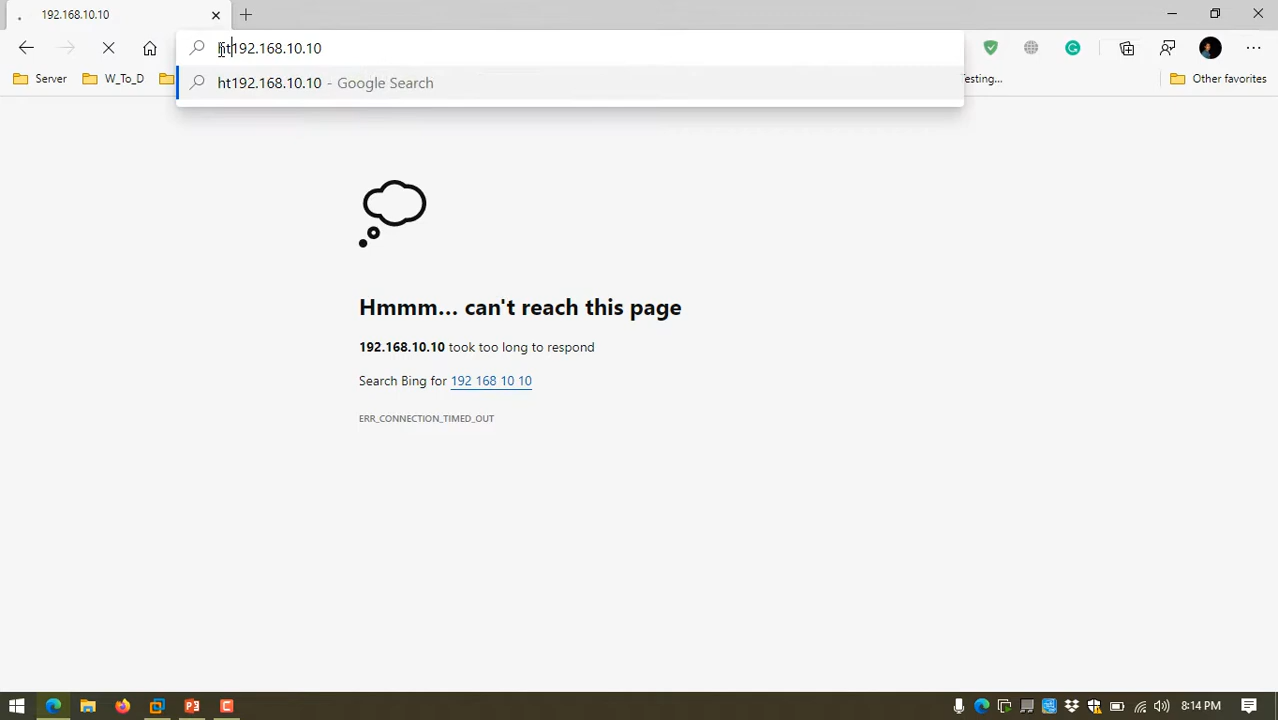 192.168.10.10
ht192.168.10.10
Server
W_To_D
ht192.168.10.10 - Google Search
Testing...
Other favorites
Hmmm... can't reach this page
192.168.10.10 took too long to respond
Search Bing for 192 168 10 10
ERR_CONNECTION_TIMED_OUT
8:14 PM